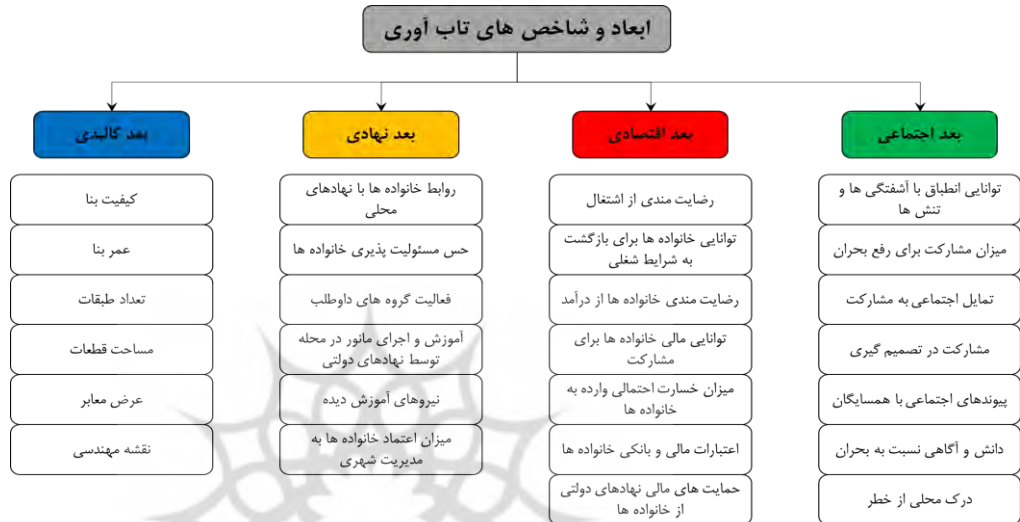 ابعاد و شاخص های تاب آوری
بعد اجتماعی
توانایی انطباق با آشفتگی ها و
تنش ها
میزان مشارکت برای رفع بحران
تمایل اجتماعی به مشارکت
مشارکت در تصمیم گیری
پیوندهای اجتماعی با همسایگان
دانش و آگاهی نسبت به بحران
درک محلی از خطر
بعد اقتصادی
رضایت مندی از اشتغال
توانایی خانواده ها برای بازگشت
به شرایط شغلی
رضایت مندی خانواده ها از درآمد
توانایی مالی خانواده ها برای
مشارکت
میزان خسارت احتمالی وارده به
خانواده ها
اعتبارات مالی و بانکی خانواده ها
حمایت های مالی نهادهای دولتی
از خانواده ها
بعد نهادی
روابط خانواده ها با نهادهای
محلی
حس مسئولیت پذیری خانواده ها
فعالیت گروه های داوطلب
آموزش و اجرای مانور در محله
توسط نهادهای دولتی
نیروهای آموزش دیده
میزان اعتماد خانواده ها به
مدیریت شهری
بعد کالبدی
کیفیت بنا
عمر بنا
تعداد طبقات
مساحت قطعات
عرض معابر
نقشه مهندسی